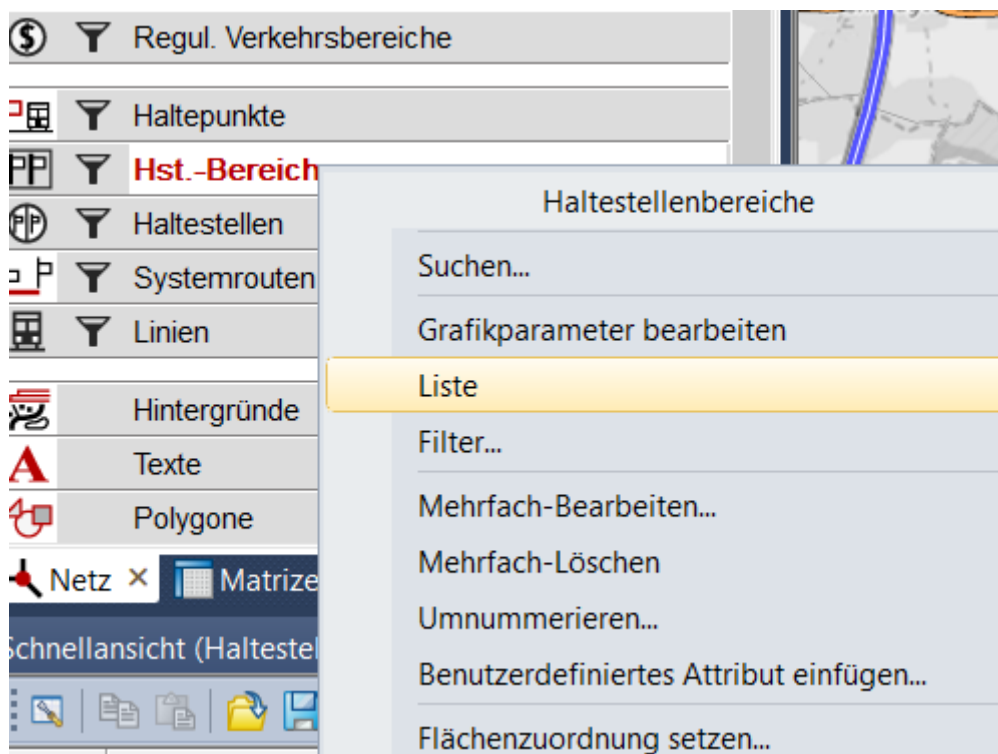 Regul. Verkehrsbereiche
Haltepunkte
Hst.-Bereich
Haltestellen
Systemrouten
Linien
Hintergründe
Texte
Polygone
Netz
Matrize
Schnellansicht (Haltestel
Haltestellenbereiche
Suchen...
Grafikparameter bearbeiten
Liste
Filter...
Mehrfach-Bearbeiten...
Mehrfach-Löschen
Umnummerieren...
Benutzerdefiniertes Attribut einfügen...
Flächenzuordnung setzen...